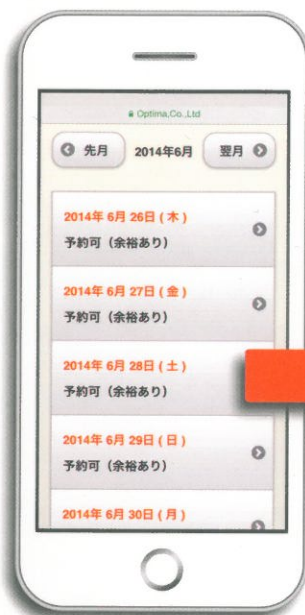 Optima,Co.,Ltd
先月 2014年6月 翌月
2014年 6月 26日 ( 木 )
予約可（余裕あり）
2014年 6月 27日 ( 金 )
予約可（余裕あり）
2014年 6月 28日 ( 土 )
予約可（余裕あり）
2014年 6月 29日 ( 日 )
予約可（余裕あり）
2014年 6月 30日 ( 月 )